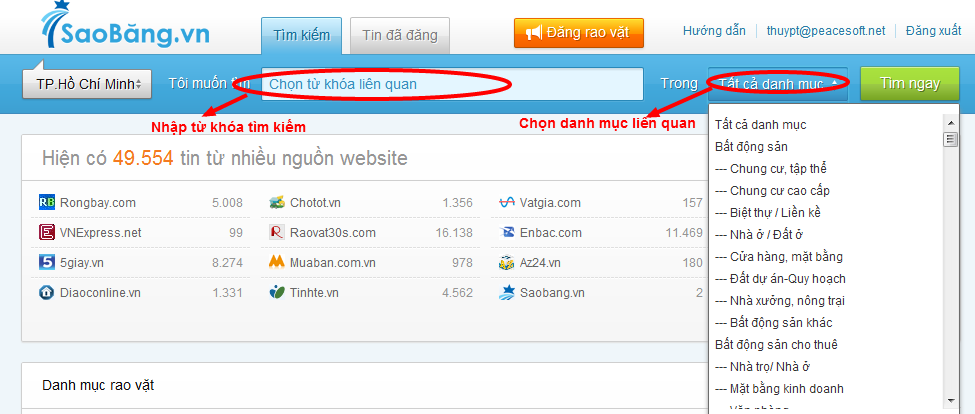 SaoBăng.vn
Tìm kiếm
Tin đã đăng
Đăng rao vặt
Hướng dẫn
thuypt@peacesoft.net
Đăng xuất
TP.Hồ Chí Minh
Tôi muốn tìm
Chọn từ khóa liên quan
Trong
Tất cả danh mục
Tìm ngay
Nhập từ khóa tìm kiếm
Chọn danh mục liên quan
Hiện có 49.554 tin từ nhiều nguồn website
Rongbay.com 5.008
Chotot.vn 1.356
Vatgia.com 157
VNExpress.net 99
Raovat30s.com 16.138
Enbac.com 11.469
5giay.vn 8.274
Muaban.com.vn 978
Az24.vn 180
Diaoconline.vn 1.331
Tinhte.vn 4.562
Saobang.vn 2
Danh mục rao vặt
Tất cả danh mục
Bất động sản
--- Chung cư, tập thể
--- Chung cư cao cấp
--- Biệt thự / Liền kề
--- Nhà ở / Đất ở
--- Cửa hàng, mặt bằng
--- Đất dự án-Quy hoạch
--- Nhà xưởng, nông trại
--- Bất động sản khác
Bất động sản cho thuê
--- Nhà trọ/ Nhà ở
--- Mặt bằng kinh doanh